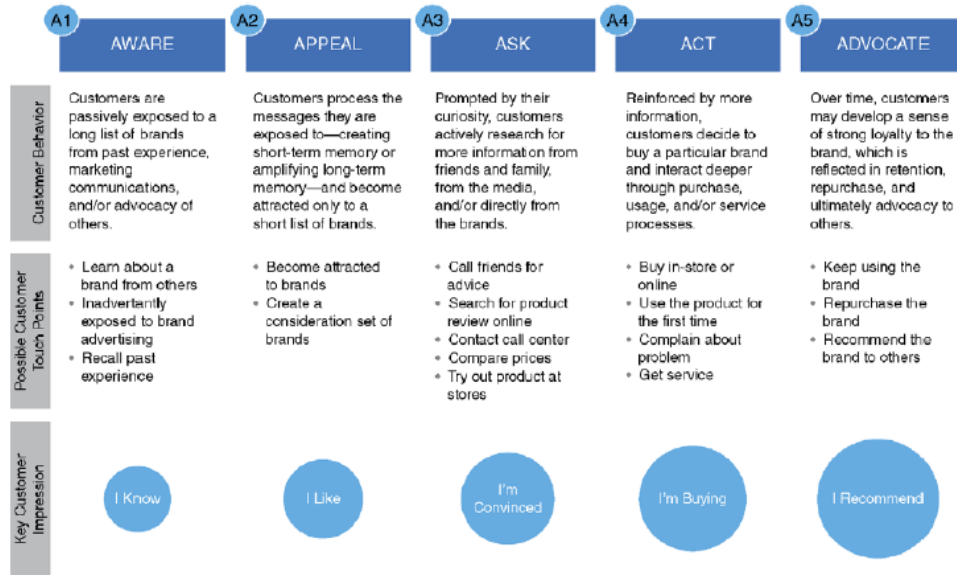 A1
AWARE
A2
APPEAL
A3
ASK
A4
ACT
A5
ADVOCATE
Customer Behavior
Customers are
passively exposed to a
long list of brands
from past experience,
marketing
communications,
and/or advocacy of
others.
Customers process the
messages they are
exposed to—creating
short-term memory or
amplifying long-term
memory—and become
attracted only to a
short list of brands.
Prompted by their
curiosity, customers
actively research for
more information from
friends and family,
from the media,
and/or directly from
the brands.
Reinforced by more
information,
customers decide to
buy a particular brand
and interact deeper
through purchase,
usage, and/or service
processes.
Over time, customers
may develop a sense
of strong loyalty to the
brand, which is
reflected in retention,
repurchase, and
ultimately advocacy to
others.
Possible Customer
Touch Points
• Learn about a
brand from others
• Inadvertently
exposed to brand
advertising
• Recall past
experience
• Become attracted
to brands
• Create a
consideration set of
brands
• Call friends for
advice
• Search for product
review online
• Contact call center
• Compare prices
• Try out product at
stores
• Buy in-store or
online
• Use the product for
the first time
• Complain about
problem
• Get service
• Keep using the
brand
• Repurchase the
brand
• Recommend the
brand to others
Key Customer
Impression
I Know
I Like
I'm
Convinced
I'm Buying
I Recommend